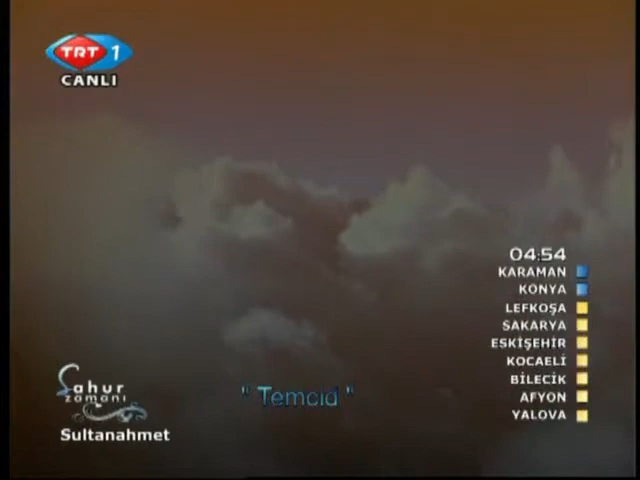 TRT 1
CANLI
04:54
KARAMAN
KONYA
LEFKOŞA
SAKARYA
ESKİŞEHİR
KOCAELİ
BİLECİK
AFYON
YALOVA
Sahur
zamanı
" Temcid "
Sultanahmet